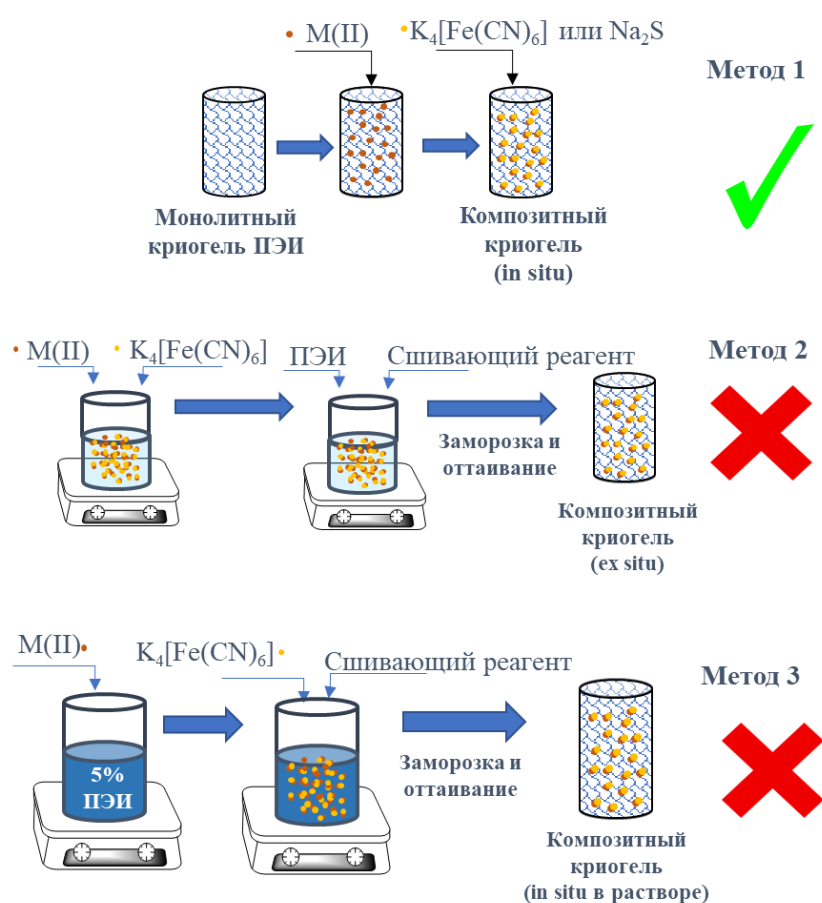 M(II)
K₄[Fe(CN)₆] или Na₂S
Метод 1
Монолитный
криогель ПЭИ
Композитный
криогель
(in situ)
M(II)
K₄[Fe(CN)₆]
ПЭИ
Сшивающий реагент
Метод 2
Заморозка и
оттаивание
Композитный
криогель
(ex situ)
M(II)
K₄[Fe(CN)₆]
Сшивающий реагент
Метод 3
5%
ПЭИ
Заморозка и
оттаивание
Композитный
криогель
(in situ в растворе)